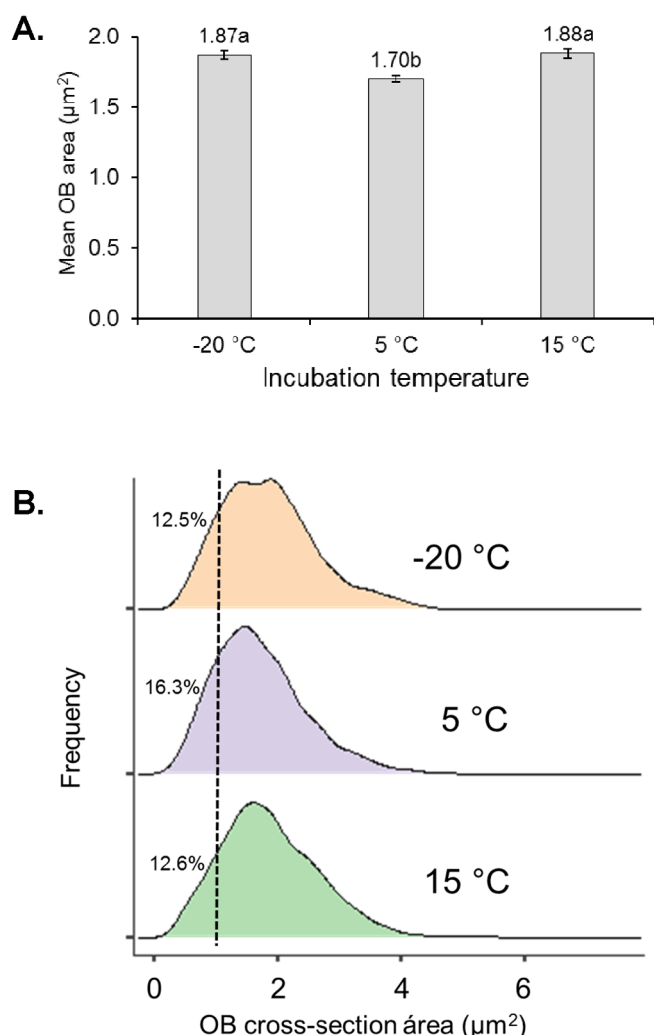 A.
Mean OB area (µm²)
2.0
1.5
1.0
0.5
0.0
1.87a
1.70b
1.88a
-20 °C
5 °C
15 °C
Incubation temperature
B.
Frequency
12.5%
-20 °C
16.3%
5 °C
12.6%
15 °C
0
2
4
6
OB cross-section área (µm²)